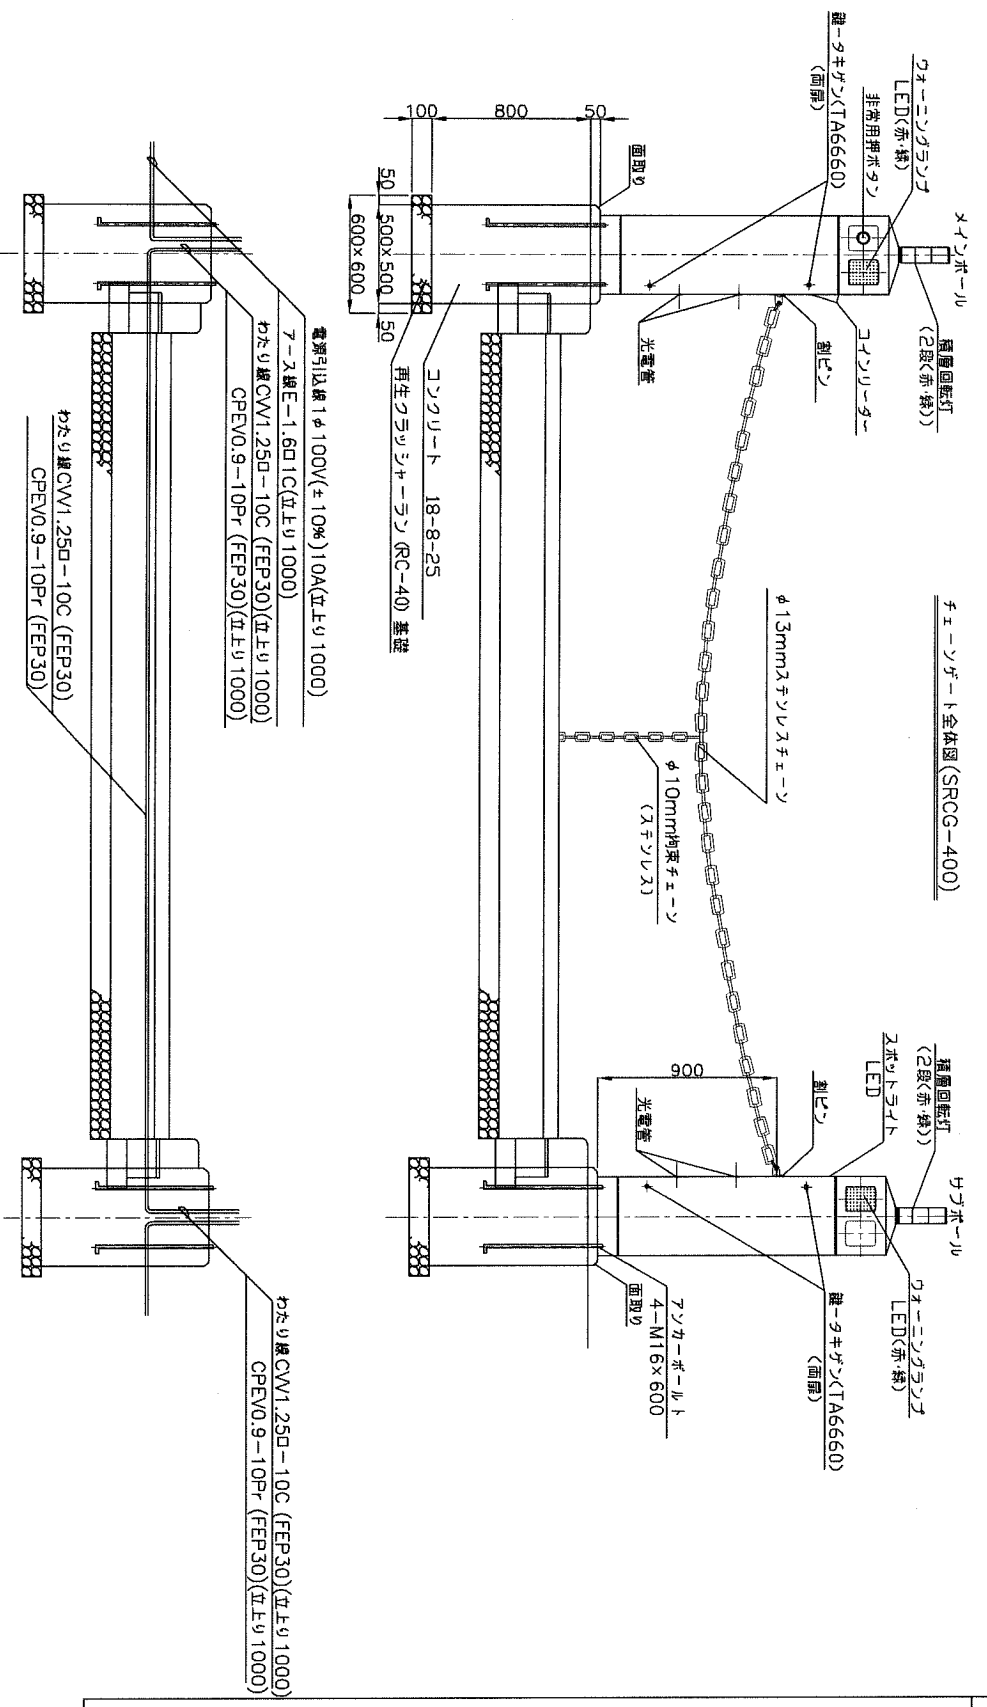 チェーンゲート全体図(SRCG-400)
メインポール
積層回転灯
(2段(赤・緑))
ウォーニングランプ
LED(赤・緑)
非常用押ボタン
鍵-タキゲン(TA6660)
(両扉)
コインリーダー
割ピン
光電管
面取り
50
800
100
50
500×500
50
600×600
コンクリート 18-8-25
再生クラッシャーラン(RC-40)基礎
φ13mmステンレスチェーン
φ10mm拘束チェーン
(ステンレス)
サブポール
積層回転灯
(2段(赤・緑))
スポットライト
LED
割ピン
900
光電管
ウォーニングランプ
LED(赤・緑)
鍵-タキゲン(TA6660)
(両扉)
アンカーボールト
4-M16×600
面取り
電源引込線1φ100V(±10%)10A(立上り1000)
アース線E-1.6□1C(立上り1000)
わたり線CVV1.25□-10C (FEP30)(立上り1000)
CPEV0.9-10Pr (FEP30)(立上り1000)
わたり線CVV1.25□-10C (FEP30)
CPEV0.9-10Pr (FEP30)
わたり線CVV1.25□-10C (FEP30)(立上り1000)
CPEV0.9-10Pr (FEP30)(立上り1000)